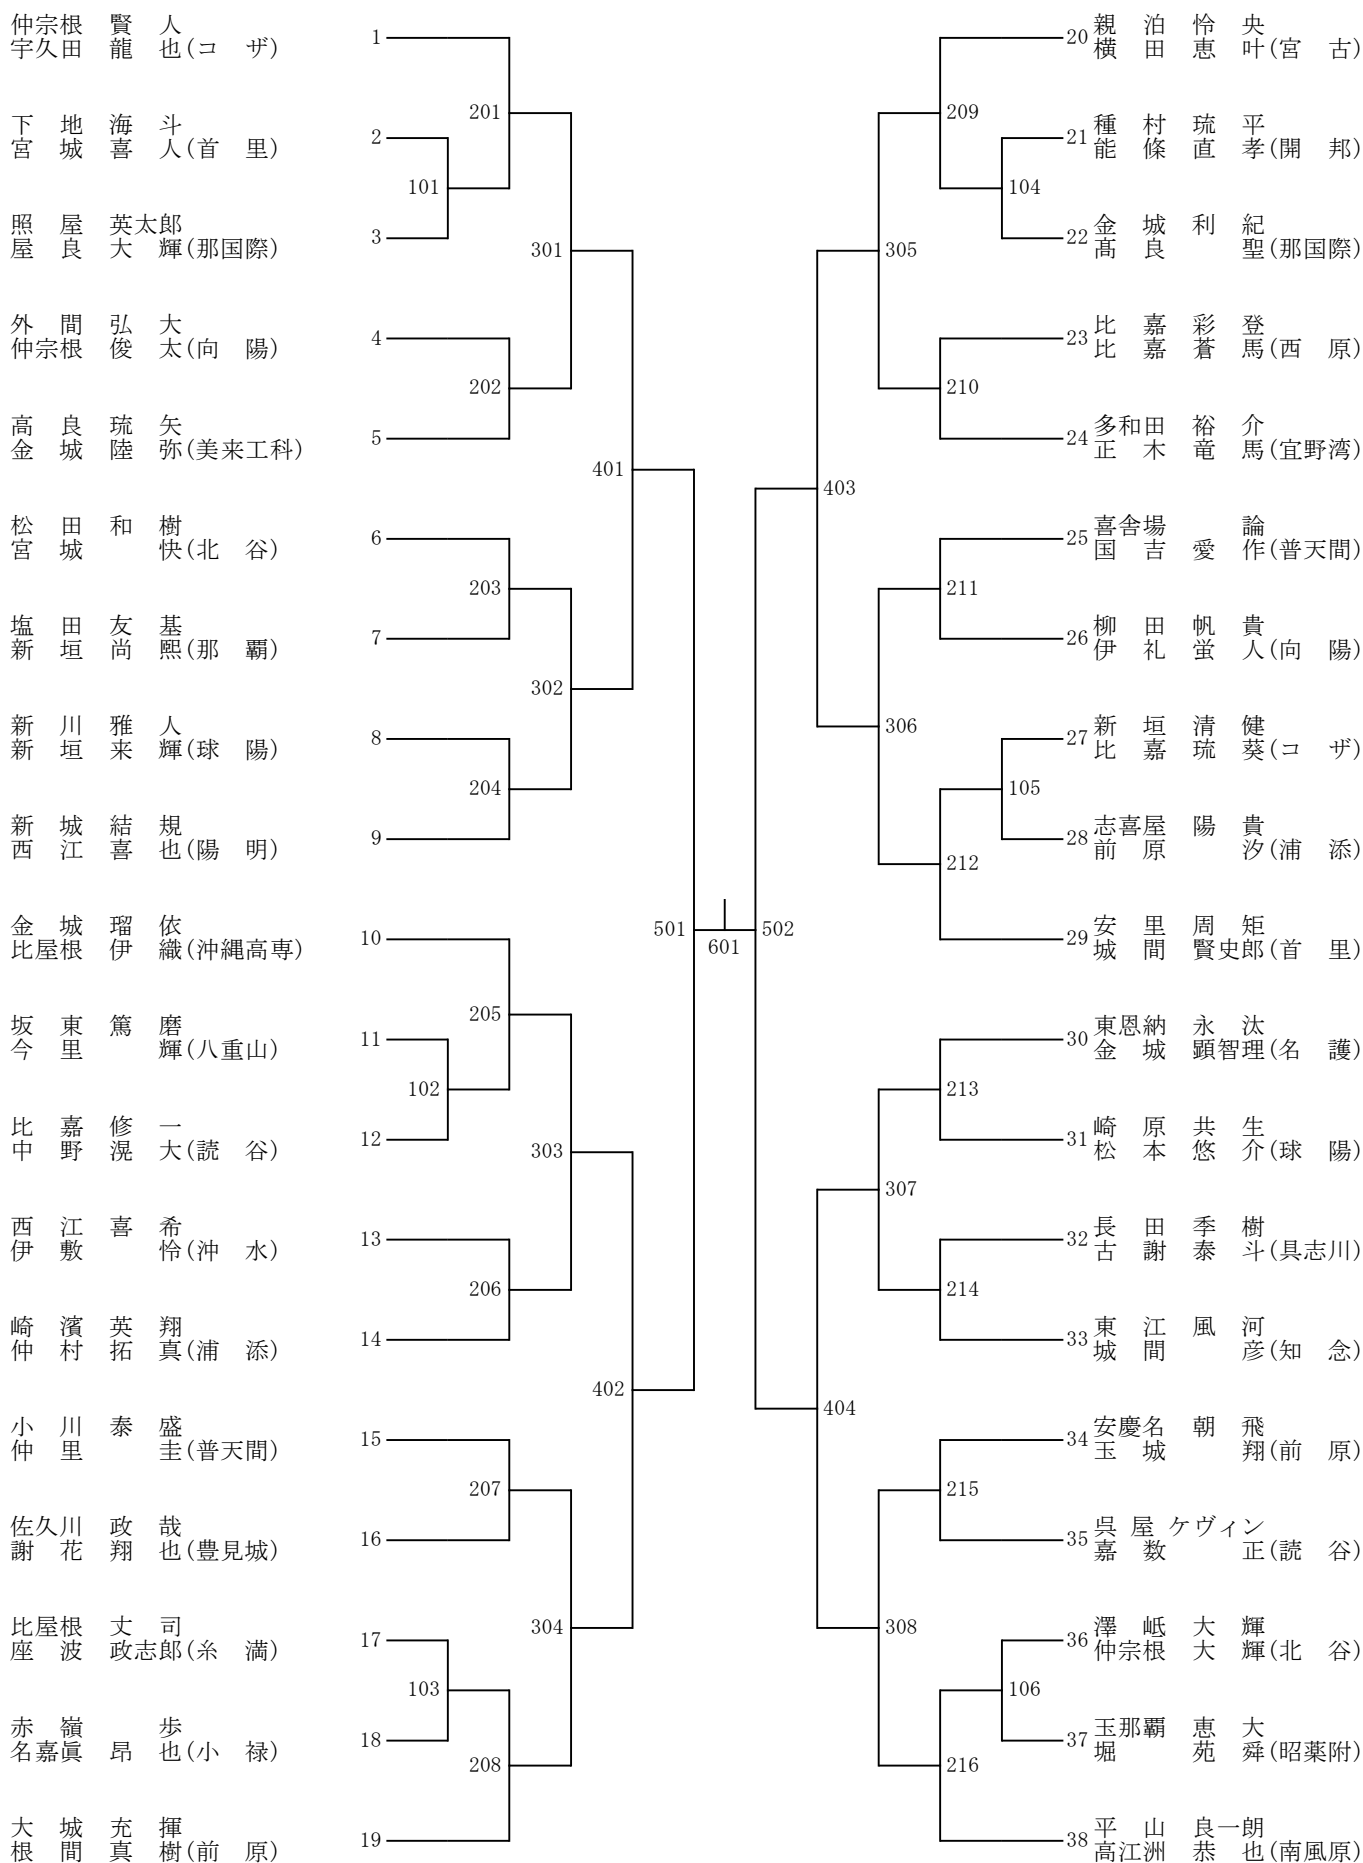 仲宗根 賢 人
宇久田 龍 也(コ ザ)
1
201
下 地 海 斗
宮 城 喜 人(首 里)
2
101
照 屋 英太郎
屋 良 大 輝(那国際)
3
301
外 間 弘 大
仲宗根 俊 太(向 陽)
4
202
高 良 琉 矢
金 城 陸 弥(美来工科)
5
401
松 田 和 樹
宮 城 快(北 谷)
6
203
塩 田 友 基
新 垣 尚 熙(那 覇)
7
302
新 川 雅 人
新 垣 来 輝(球 陽)
8
204
新 城 結 規
西 江 喜 也(陽 明)
9
501
601
502
金 城 瑠 依
比屋根 伊 織(沖縄高専)
10
205
坂 東 篤 磨
今 里 輝(八重山)
11
102
比 嘉 修 一
中 野 滉 大(読 谷)
12
303
西 江 喜 希
伊 敷 怜(沖 水)
13
206
崎 濱 英 翔
仲 村 拓 真(浦 添)
14
402
小 川 泰 盛
仲 里 圭(普天間)
15
207
佐久川 政 哉
謝 花 翔 也(豊見城)
16
304
比屋根 丈 司
座 波 政志郎(糸 満)
17
103
赤 嶺 歩
名嘉眞 昂 也(小 禄)
18
208
大 城 充 揮
根 間 真 樹(前 原)
19
20
親 泊 怜 央
横 田 恵 叶(宮 古)
209
21
種 村 琉 平
能 條 直 孝(開 邦)
104
22
金 城 利 紀
髙 良 聖(那国際)
305
23
比 嘉 彩 登
比 嘉 蒼 馬(西 原)
210
24
多和田 裕 介
正 木 竜 馬(宜野湾)
403
25
喜舎場 論
国 吉 愛 作(普天間)
211
26
柳 田 帆 貴
伊 礼 蛍 人(向 陽)
306
27
新 垣 清 健
比 嘉 琉 葵(コ ザ)
105
28
志喜屋 陽 貴
前 原 汐(浦 添)
212
29
安 里 周 矩
城 間 賢史郎(首 里)
30
東恩納 永 汰
金 城 顕智理(名 護)
213
31
崎 原 共 生
松 本 悠 介(球 陽)
307
32
長 田 季 樹
古 謝 泰 斗(具志川)
214
33
東 江 風 河
城 間 彦(知 念)
404
34
安慶名 朝 飛
玉 城 翔(前 原)
215
35
呉 屋 ケヴィン
嘉 数 正(読 谷)
308
36
澤 岻 大 輝
仲宗根 大 輝(北 谷)
106
37
玉那覇 恵 大
堀 苑 舜(昭薬附)
216
38
平 山 良一朗
高江洲 恭 也(南風原)